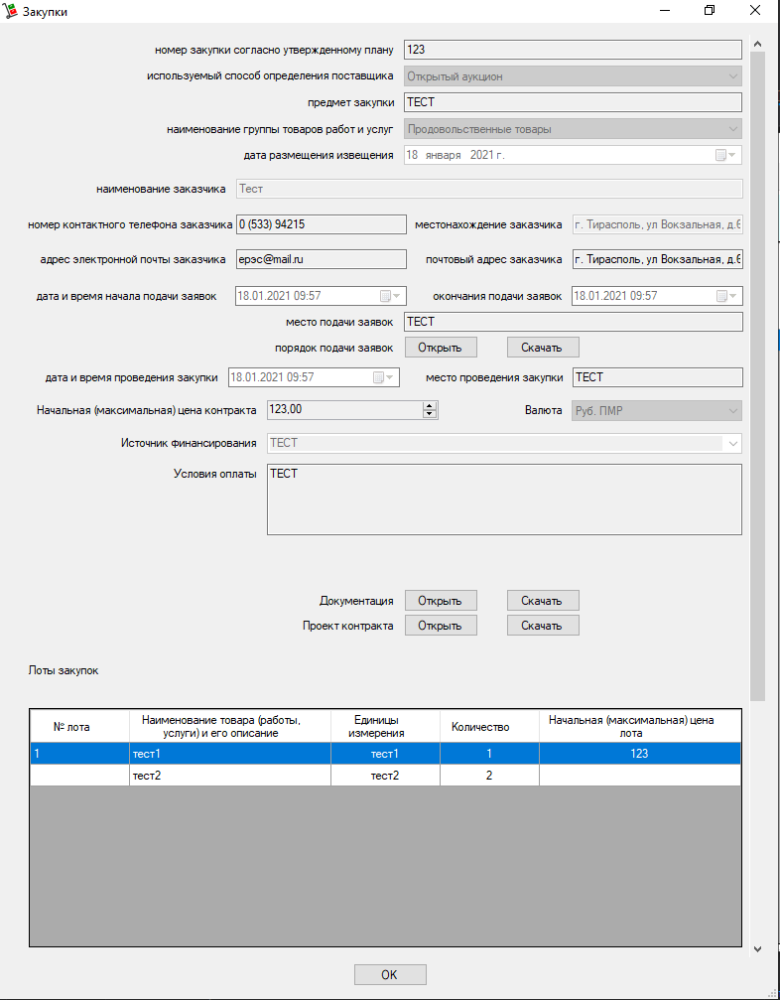 Закупки
номер закупки согласно утвержденному плану 123
используемый способ определения поставщика Открытый аукцион
предмет закупки ТЕСТ
наименование группы товаров работ и услуг Продовольственные товары
дата размещения извещения 18 января 2021 г.
наименование заказчика Тест
номер контактного телефона заказчика 0 (533) 94215 местонахождение заказчика г. Тирасполь, ул Вокзальная, д.6
адрес электронной почты заказчика ерэс@mail.ru почтовый адрес заказчика г. Тирасполь, ул Вокзальная, д.6
дата и время начала подачи заявок 18.01.2021 09:57 окончания подачи заявок 18.01.2021 09:57
место подачи заявок ТЕСТ
порядок подачи заявок Открыть Скачать
дата и время проведения закупки 18.01.2021 09:57 место проведения закупки ТЕСТ
Начальная (максимальная) цена контракта 123,00 Валюта Руб. ПМР
Источник финансирования ТЕСТ
Условия оплаты ТЕСТ
Документация Открыть Скачать
Проект контракта Открыть Скачать
Лоты закупок
№ лота Наименование товара (работы, услуги) и его описание Единицы измерения Количество Начальная (максимальная) цена лота
1 тест1 тест1 1 123
тест2 тест2 2
OK